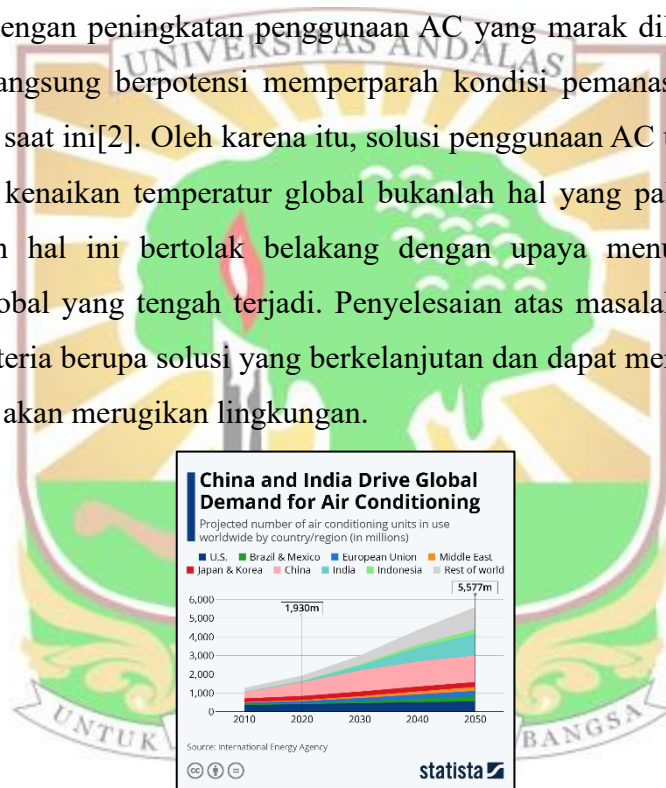 engan peningkatan penggunaan AC yang marak dil
UNIVERSITAS ANDALAS
angsung berpotensi memperparah kondisi pemanas
saat ini[2]. Oleh karena itu, solusi penggunaan AC
kenaikan temperatur global bukanlah hal yang pal
hal ini bertolak belakang dengan upaya menu
obal yang tengah terjadi. Penyelesaian atas masalal
teria berupa solusi yang berkelanjutan dan dapat mer
akan merugikan lingkungan.
China and India Drive Global
Demand for Air Conditioning
Projected number of air conditioning units in use
worldwide by country/region (in millions)
U.S. Brazil & Mexico European Union Middle East
Japan & Korea China India Indonesia Rest of world
5,577m
6,000
1,930m
5,000
4,000
3,000
2,000
1,000
0
2010 2020 2030 2040 2050
UNTUK BANGSA
Source: International Energy Agency
cc
statista